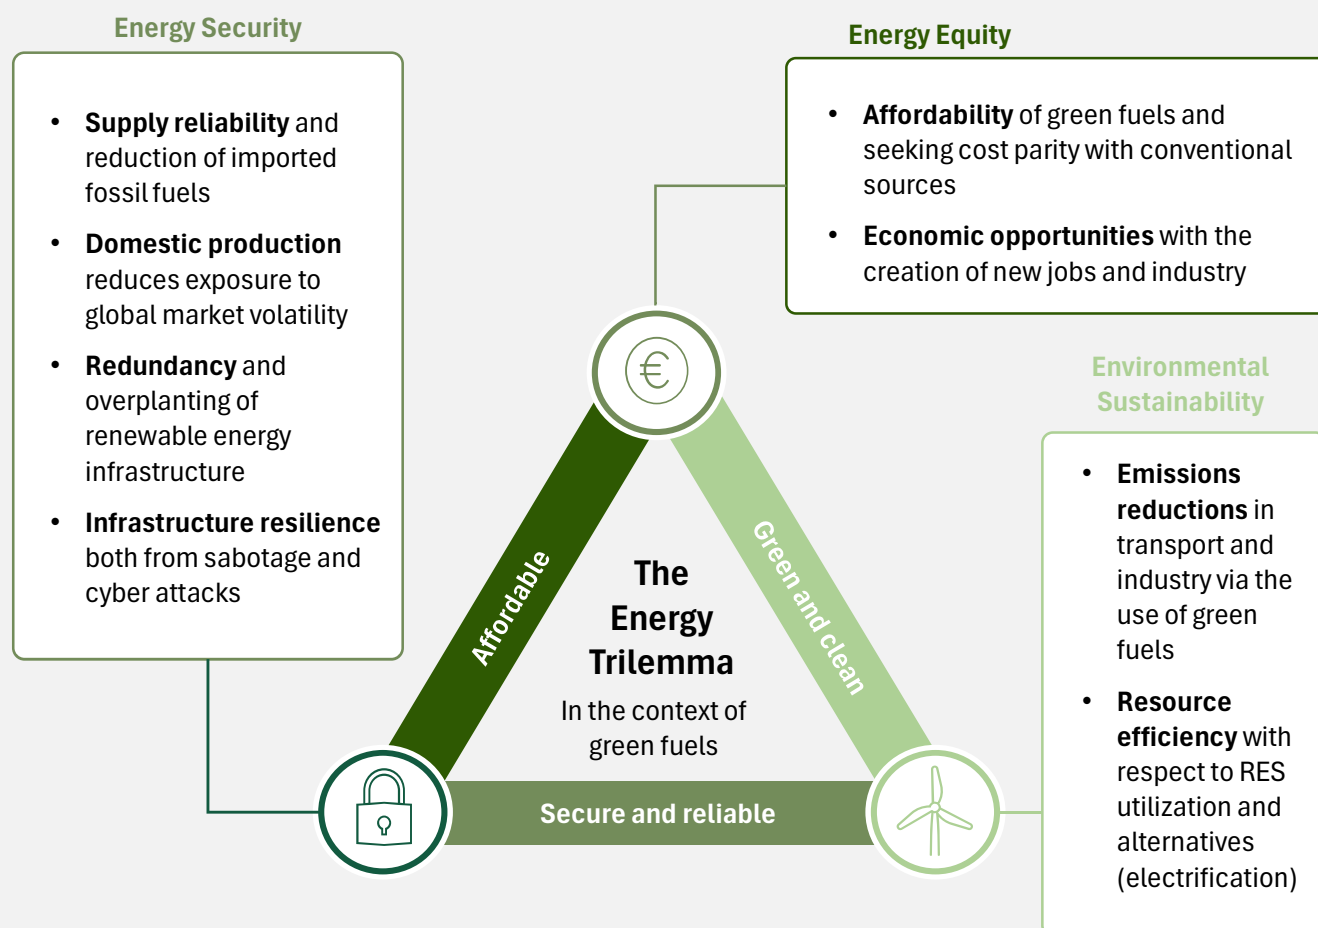 Energy Security
• Supply reliability and
reduction of imported
fossil fuels
• Domestic production
reduces exposure to
global market volatility
• Redundancy and
overplanting of
renewable energy
infrastructure
• Infrastructure resilience
both from sabotage and
cyber attacks
Energy Equity
• Affordability of green fuels and
seeking cost parity with conventional
sources
• Economic opportunities with the
creation of new jobs and industry
Environmental
Sustainability
• Emissions
reductions in
transport and
industry via the
use of green
fuels
• Resource
efficiency with
respect to RES
utilization and
alternatives
(electrification)
€
Affordable
Green and clean
The
Energy
Trilemma
In the context of
green fuels
Secure and reliable